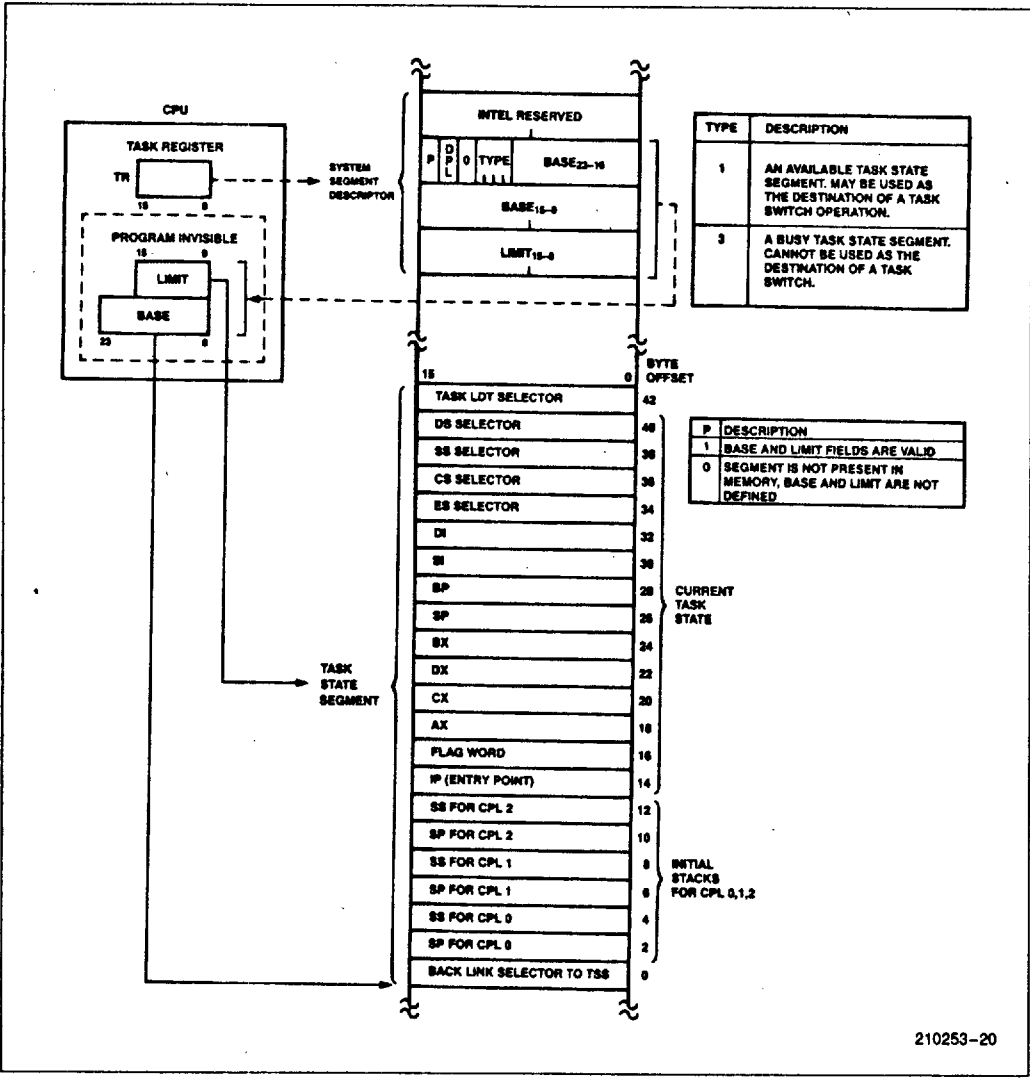 CPU
TASK REGISTER
TR
15 0
PROGRAM INVISIBLE
15 0
LIMIT
BASE
23 0
SYSTEM
SEGMENT
DESCRIPTOR
INTEL RESERVED
P DPL 0 TYPE BASE23–16
BASE15–0
LIMIT15–0
TYPE DESCRIPTION
1 AN AVAILABLE TASK STATE
SEGMENT. MAY BE USED AS
THE DESTINATION OF A TASK
SWITCH OPERATION.
3 A BUSY TASK STATE SEGMENT.
CANNOT BE USED AS THE
DESTINATION OF A TASK
SWITCH.
15 0
BYTE
OFFSET
TASK LDT SELECTOR 42
DS SELECTOR 40
SS SELECTOR 38
CS SELECTOR 36
ES SELECTOR 34
DI 32
SI 30
BP 28
SP 26
BX 24
DX 22
CX 20
AX 18
FLAG WORD 16
IP (ENTRY POINT) 14
SS FOR CPL 2 12
SP FOR CPL 2 10
SS FOR CPL 1 8
SP FOR CPL 1 6
SS FOR CPL 0 4
SP FOR CPL 0 2
BACK LINK SELECTOR TO TSS 0
TASK
STATE
SEGMENT
P DESCRIPTION
1 BASE AND LIMIT FIELDS ARE VALID
0 SEGMENT IS NOT PRESENT IN
MEMORY, BASE AND LIMIT ARE NOT
DEFINED
CURRENT
TASK
STATE
INITIAL
STACKS
FOR CPL 0,1,2
210253–20